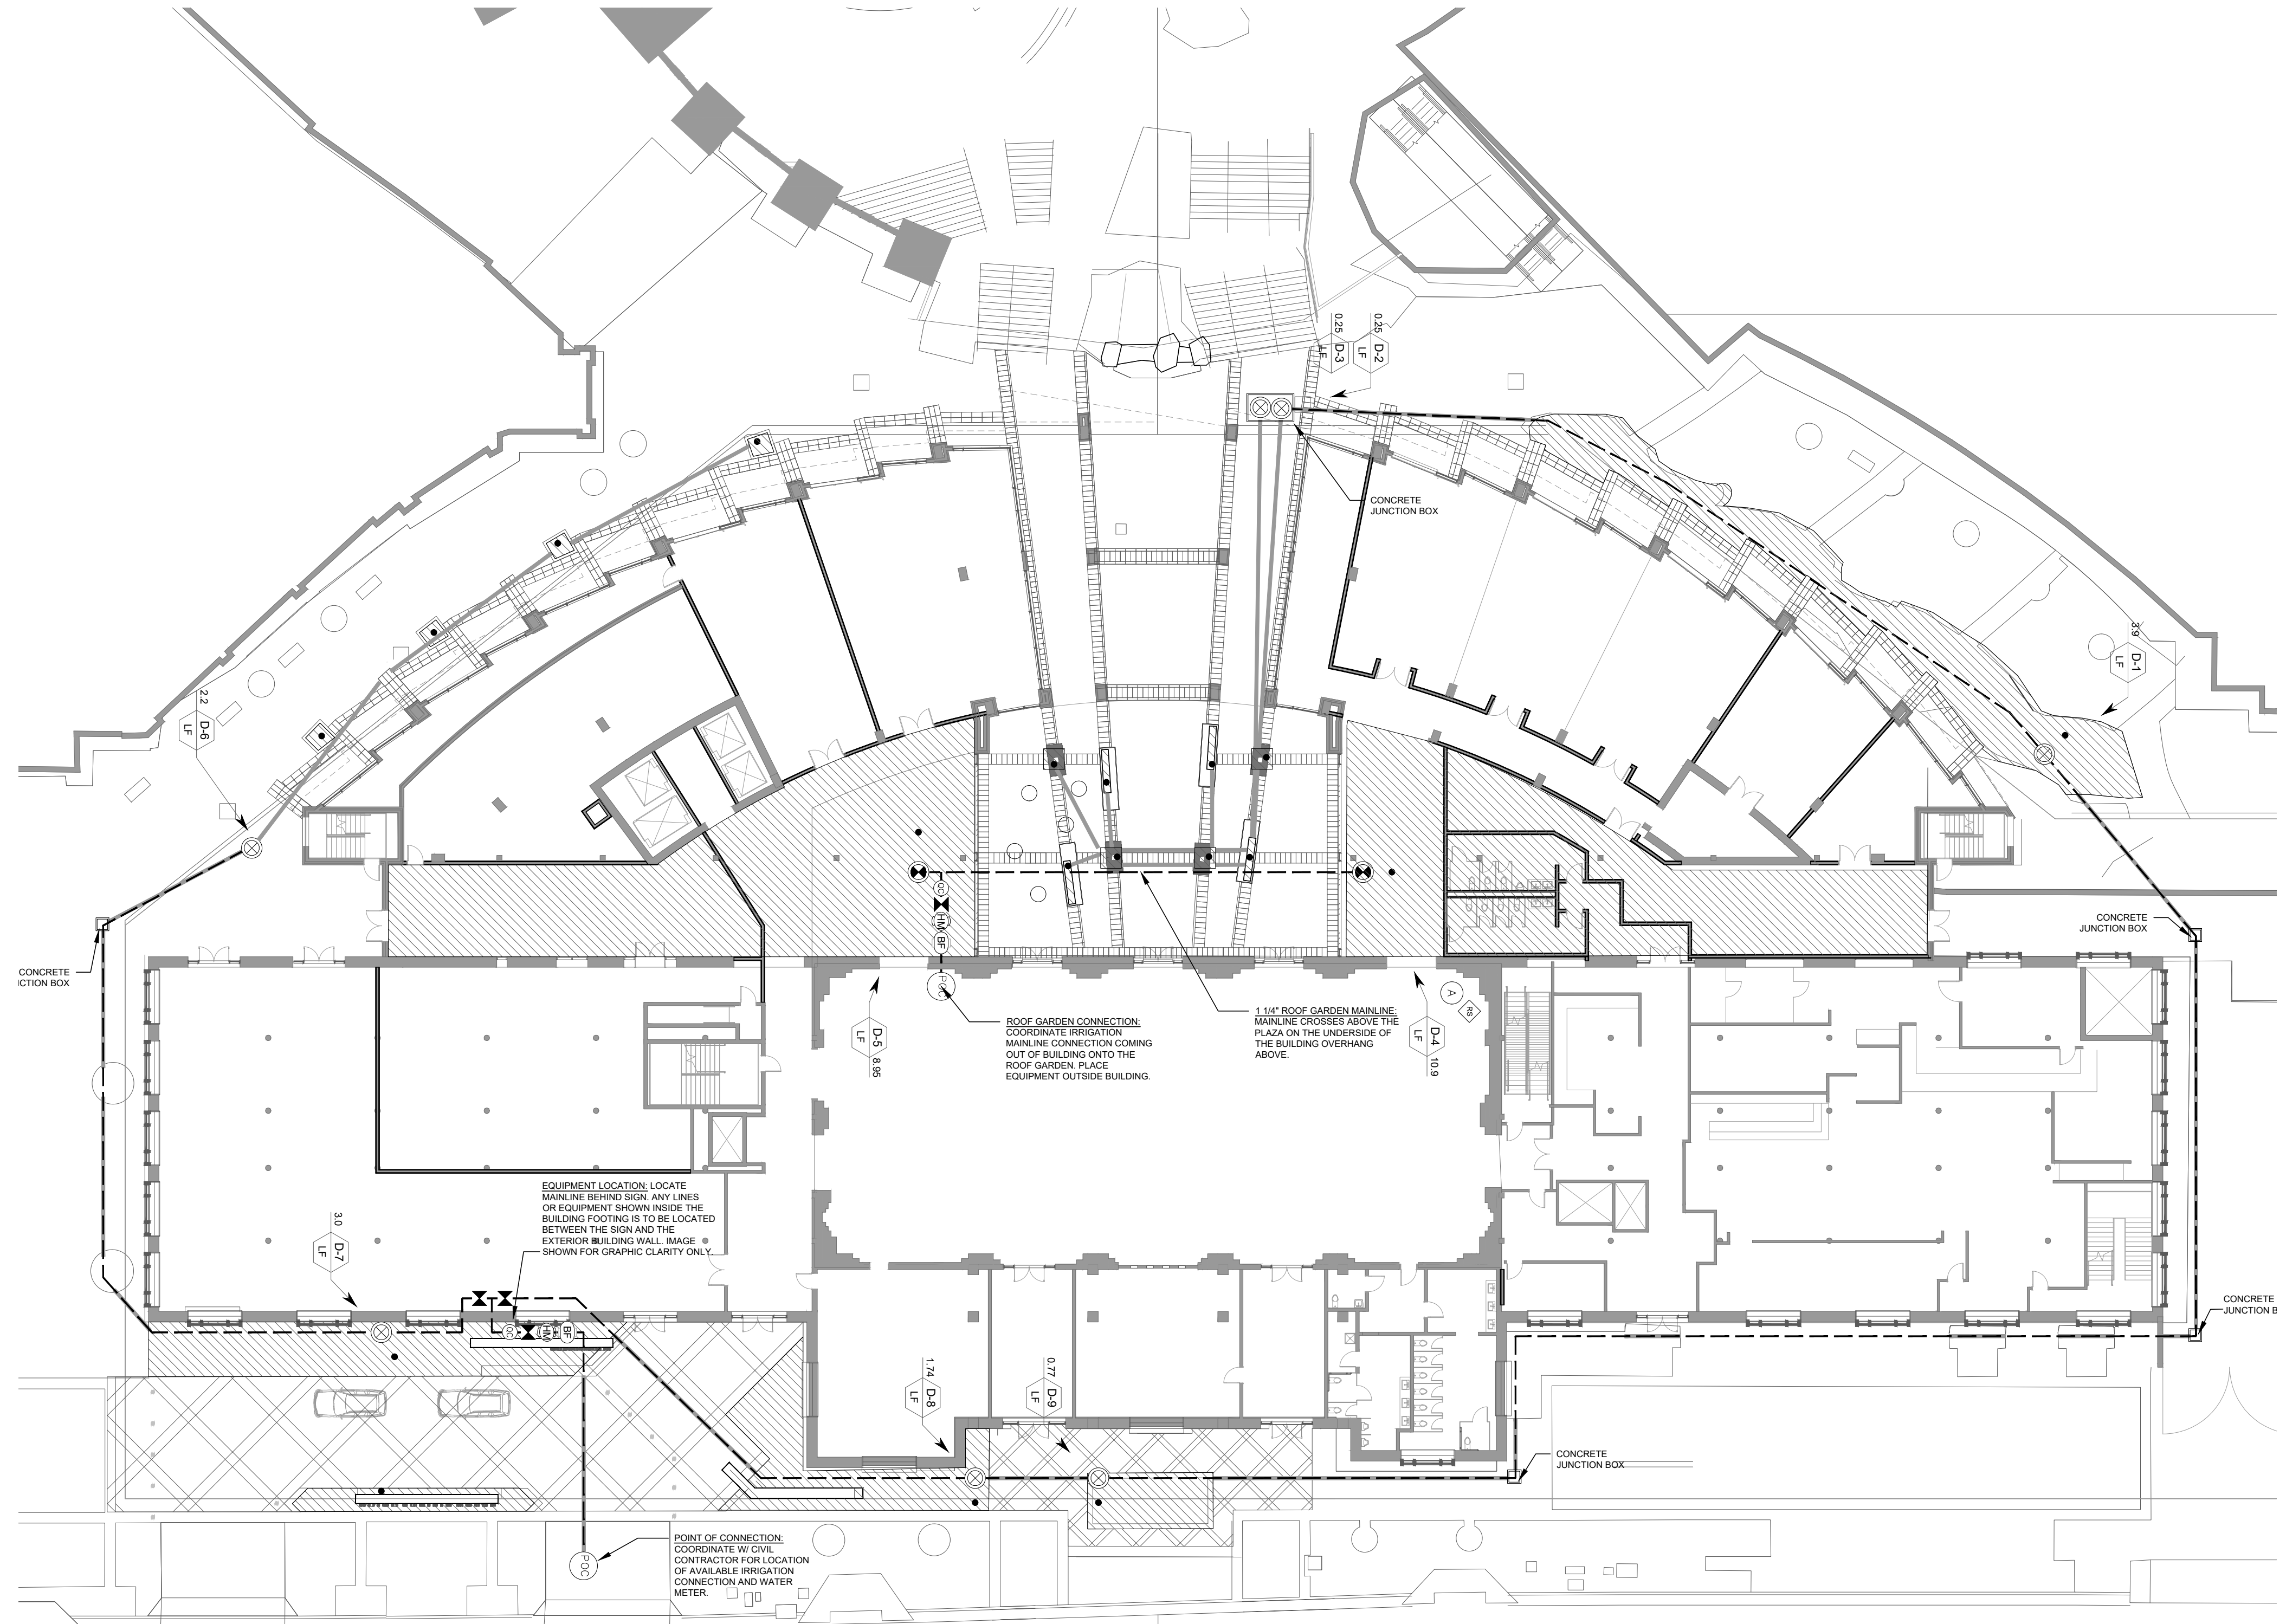 0.25
D-3
LF
0.25
D-2
LF
CONCRETE
JUNCTION BOX
3.9
D-1
LF
2.2
D-6
LF
QC
HM
BF
POC
CONCRETE
JUNCTION BOX
CONCRETE
CTION BOX
ROOF GARDEN CONNECTION:
COORDINATE IRRIGATION
MAINLINE CONNECTION COMING
OUT OF BUILDING ONTO THE
ROOF GARDEN. PLACE
EQUIPMENT OUTSIDE BUILDING.
1 1/4" ROOF GARDEN MAINLINE:
MAINLINE CROSSES ABOVE THE
PLAZA ON THE UNDERSIDE OF
THE BUILDING OVERHANG
ABOVE.
A
RS
D-5
LF
8.95
D-4
LF
10.9
EQUIPMENT LOCATION: LOCATE
MAINLINE BEHIND SIGN. ANY LINES
OR EQUIPMENT SHOWN INSIDE THE
BUILDING FOOTING IS TO BE LOCATED
BETWEEN THE SIGN AND THE
EXTERIOR BUILDING WALL. IMAGE
SHOWN FOR GRAPHIC CLARITY ONLY.
3.0
D-7
LF
CONCRETE
JUNCTION B
QC
HM
BF
1.74
D-8
LF
0.77
D-9
LF
CONCRETE
JUNCTION BOX
POINT OF CONNECTION:
COORDINATE W/ CIVIL
CONTRACTOR FOR LOCATION
OF AVAILABLE IRRIGATION
CONNECTION AND WATER
METER.
POC